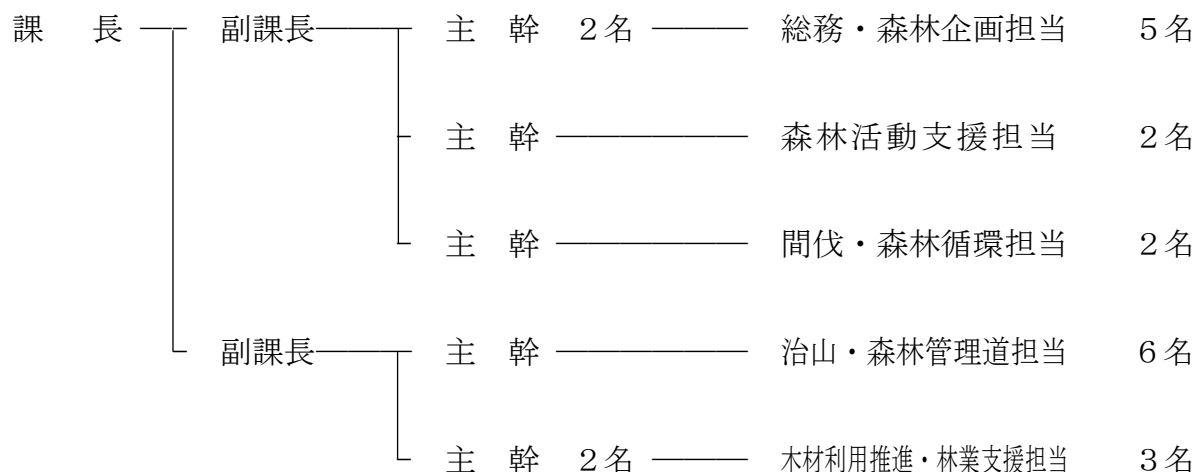 課　長　副課長　主　幹　２名　総務・森林企画担当　５名
主　幹　森林活動支援担当　２名
主　幹　間伐・森林循環担当　２名
副課長　主　幹　治山・森林管理道担当　６名
主　幹　２名　木材利用推進・林業支援担当　３名